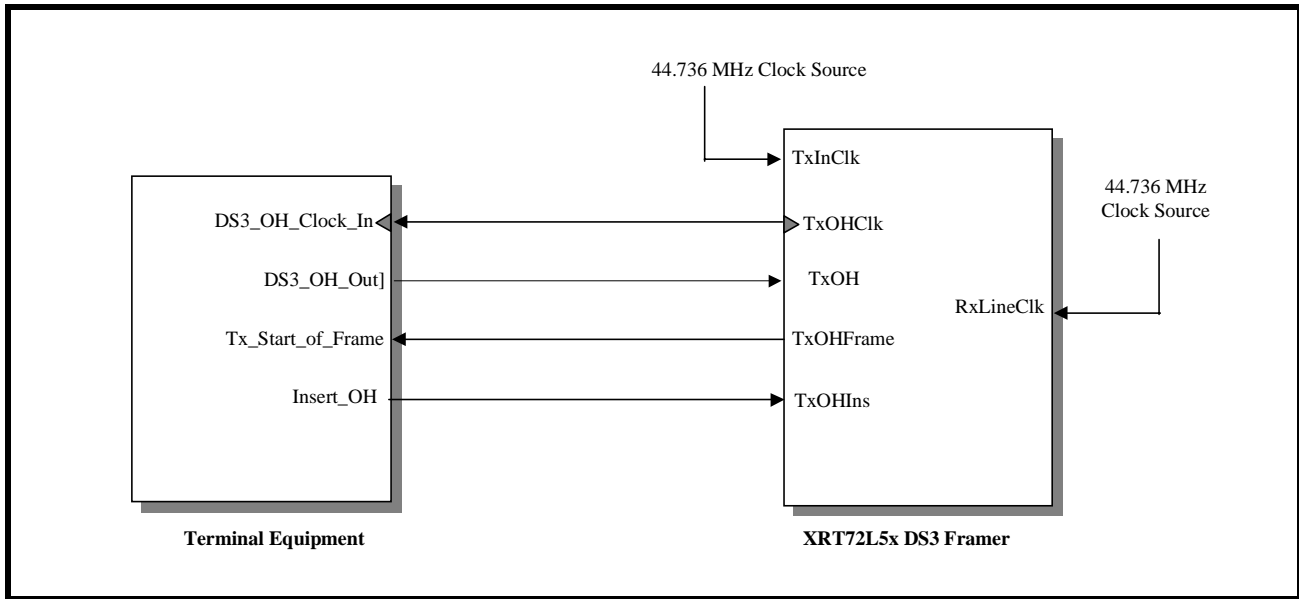 44.736 MHz Clock Source
TxInClk
44.736 MHz
Clock Source
DS3_OH_Clock_In
TxOHClk
DS3_OH_Out]
TxOH
RxLineClk
Tx_Start_of_Frame
TxOHFrame
Insert_OH
TxOHIns
Terminal Equipment
XRT72L5x DS3 Framer